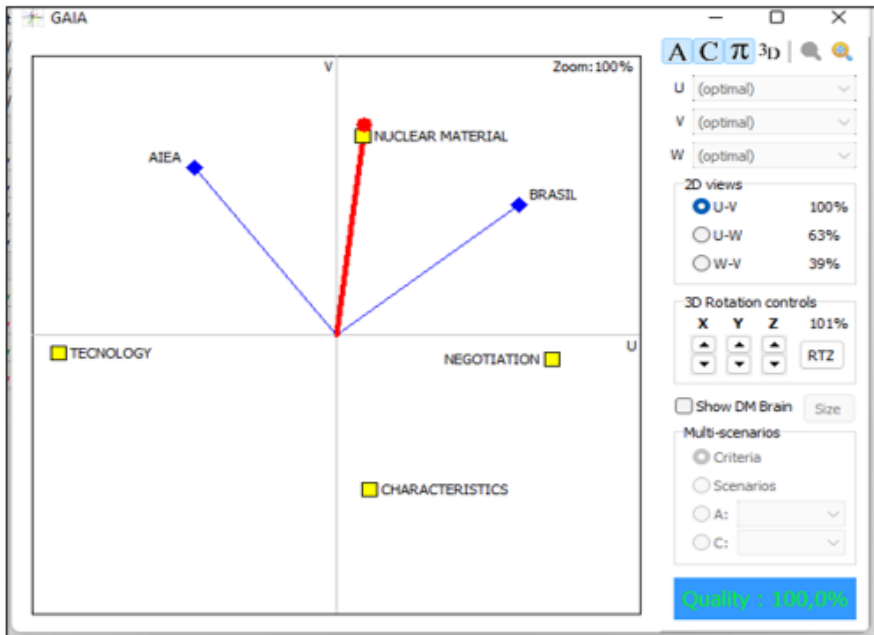 GAIA
A C π 3D
V
Zoom:100%
U (optimal)
V (optimal)
W (optimal)
NUCLEAR MATERIAL
AIEA
BRASIL
2D views
U-V 100%
U-W 63%
W-V 39%
3D Rotation controls
X Y Z 101%
RTZ
U
TECNOLOGY
NEGOTIATION
Show DM Brain Size
Multi-scenarios
Criteria
Scenarios
A:
C:
CHARACTERISTICS
Quality : 100,0%